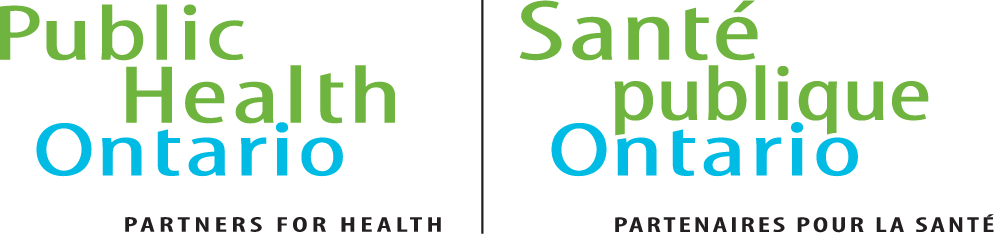 Public
Health
Ontario
PARTNERS FOR HEALTH
Santé
publique
Ontario
PARTENAIRES POUR LA SANTÉ